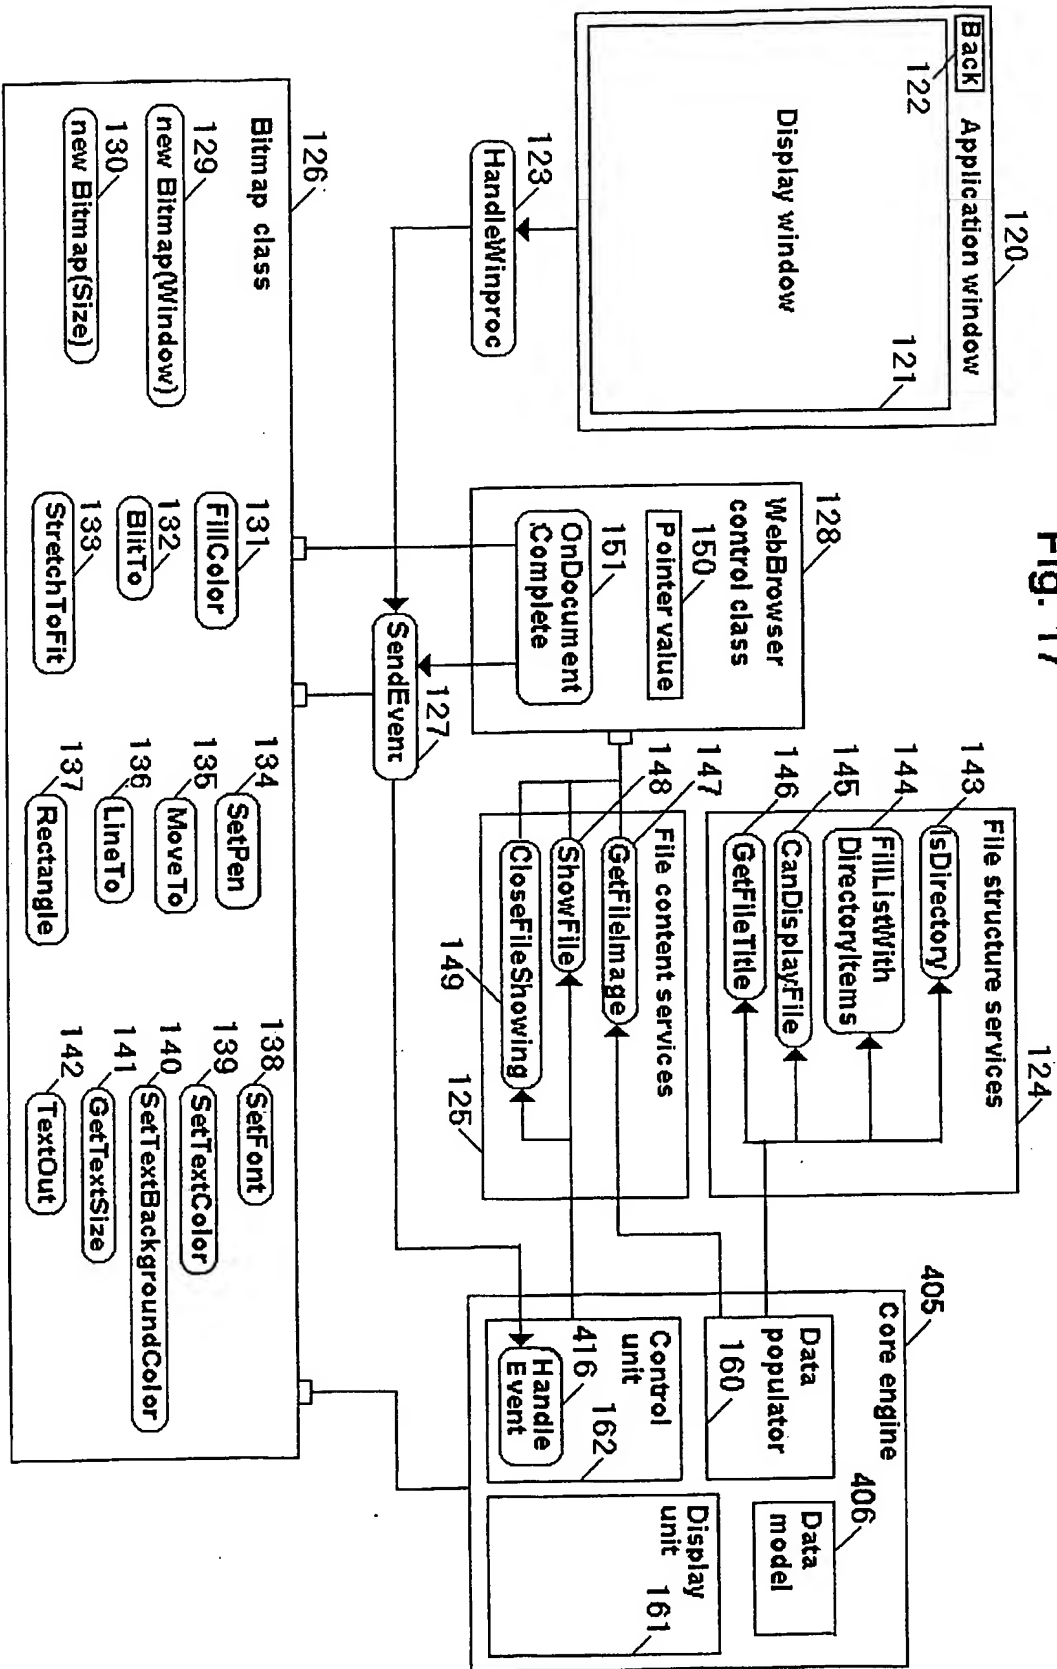 Fig. 17
120
Back
Application window
122
121
Display window
123
HandleWinproc
128
WebBrowser
control class
150
Pointer value
151
OnDocument
Complete
127
SendEvent
124
File structure services
143
IsDirectory
144
FillListWith
DirectoryItems
145
CanDisplayFile
146
GetFileTitle
File content services
147
GetFileImage
148
ShowFile
CloseFileShowing
149
125
405
Core engine
Data
populator
160
406
Data
model
Control
unit
416
Handle
Event
162
Display
unit
161
126
Bitmap class
129
new Bitmap(Window)
130
new Bitmap(Size)
131
FillColor
132
BlitTo
133
StretchToFit
134
SetPen
135
MoveTo
136
LineTo
137
Rectangle
138
SetFont
139
SetTextColor
140
SetTextBackgroundColor
141
GetTextSize
142
TextOut